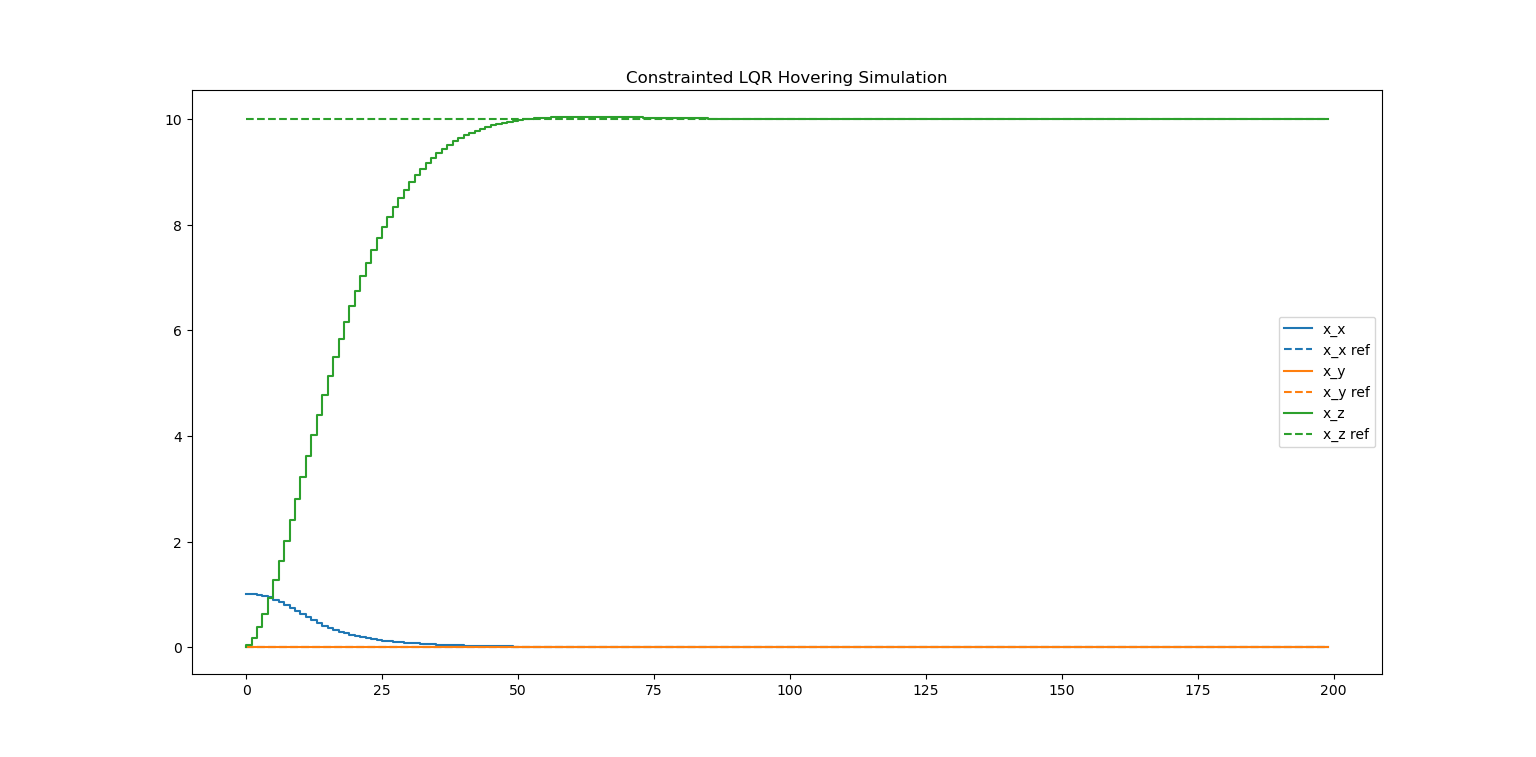 Constrainted LQR Hovering Simulation
10
8
6
4
2
0
x_x
x_x ref
x_y
x_y ref
x_z
x_z ref
0 25 50 75 100 125 150 175 200